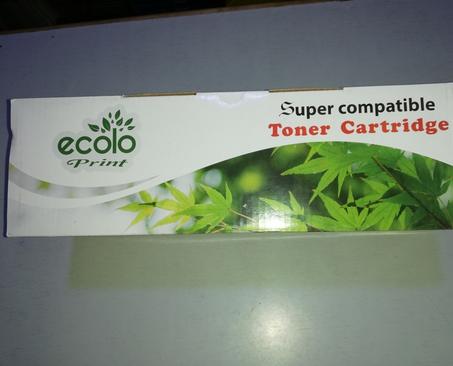 ecolo
Print
Super compatible
Toner Cartridge